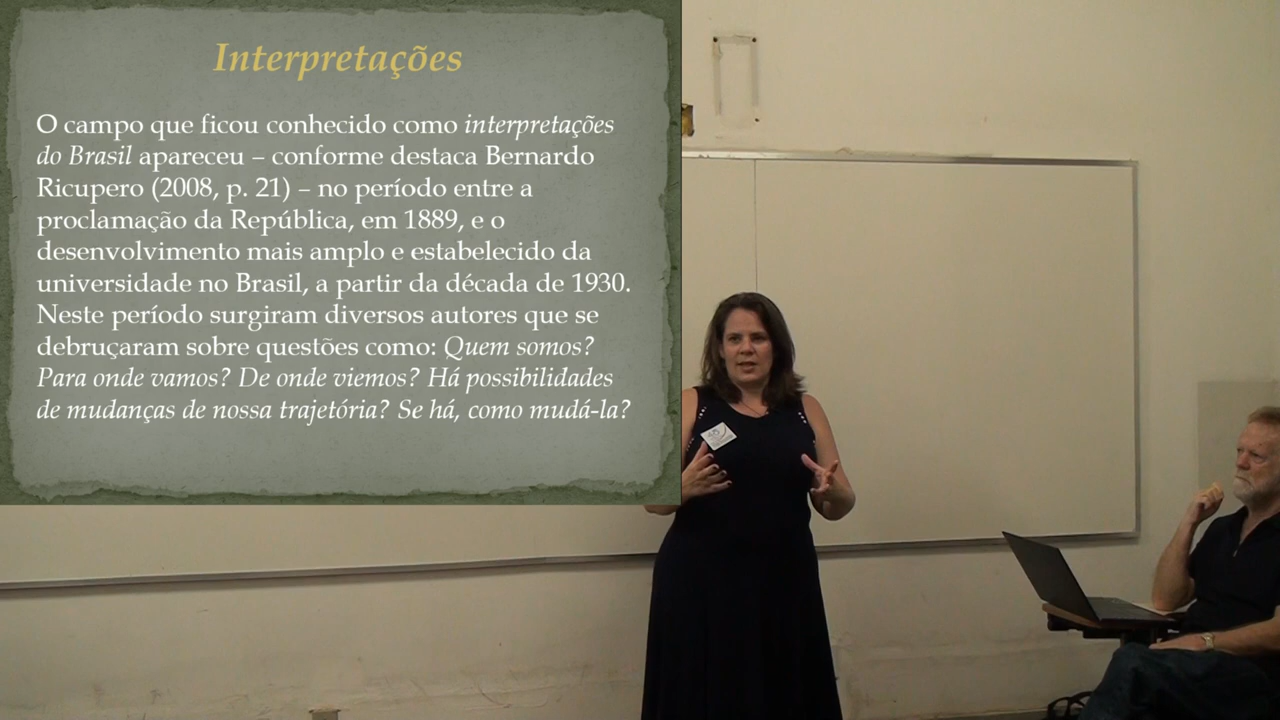 Interpretações
O campo que ficou conhecido como interpretações
do Brasil apareceu – conforme destaca Bernardo
Ricupero (2008, p. 21) – no período entre a
proclamação da República, em 1889, e o
desenvolvimento mais amplo e estabelecido da
universidade no Brasil, a partir da década de 1930.
Neste período surgiram diversos autores que se
debruçaram sobre questões como: Quem somos?
Para onde vamos? De onde viemos? Há possibilidades
de mudanças de nossa trajetória? Se há, como mudá-la?